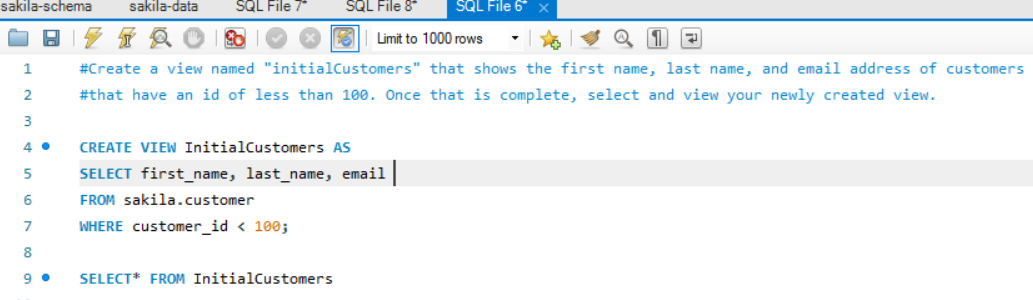 sakila-schema sakila-data SQL File 7* SQL File 8* SQL File 6* ×
Limit to 1000 rows
1 #Create a view named "initialCustomers" that shows the first name, last name, and email address of customers
2 #that have an id of less than 100. Once that is complete, select and view your newly created view.
3
4 CREATE VIEW InitialCustomers AS
5 SELECT first_name, last_name, email
6 FROM sakila.customer
7 WHERE customer_id < 100;
8
9 SELECT* FROM InitialCustomers